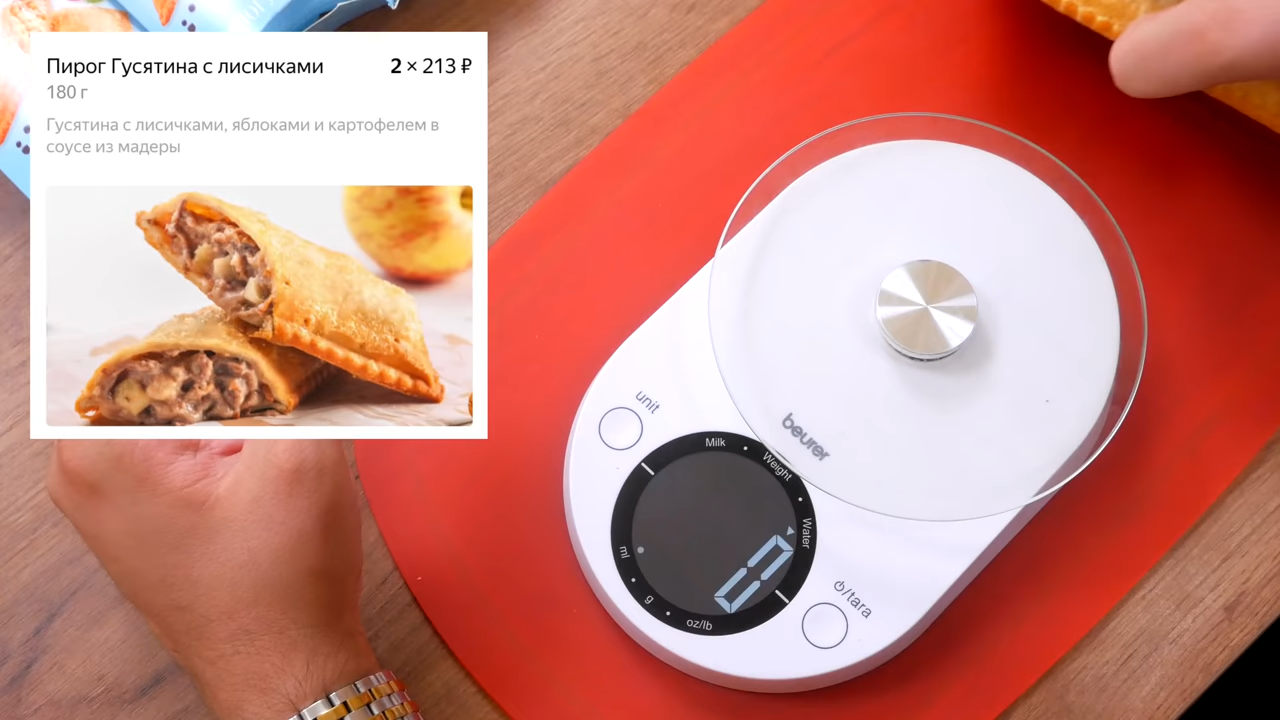 Пирог Гусятина с лисичками
2 × 213 ₽
180 г
Гусятина с лисичками, яблоками и картофелем в
соусе из мадеры
unit
beurer
Milk
Weight
Water
ml
g
oz/lb
/tara
0